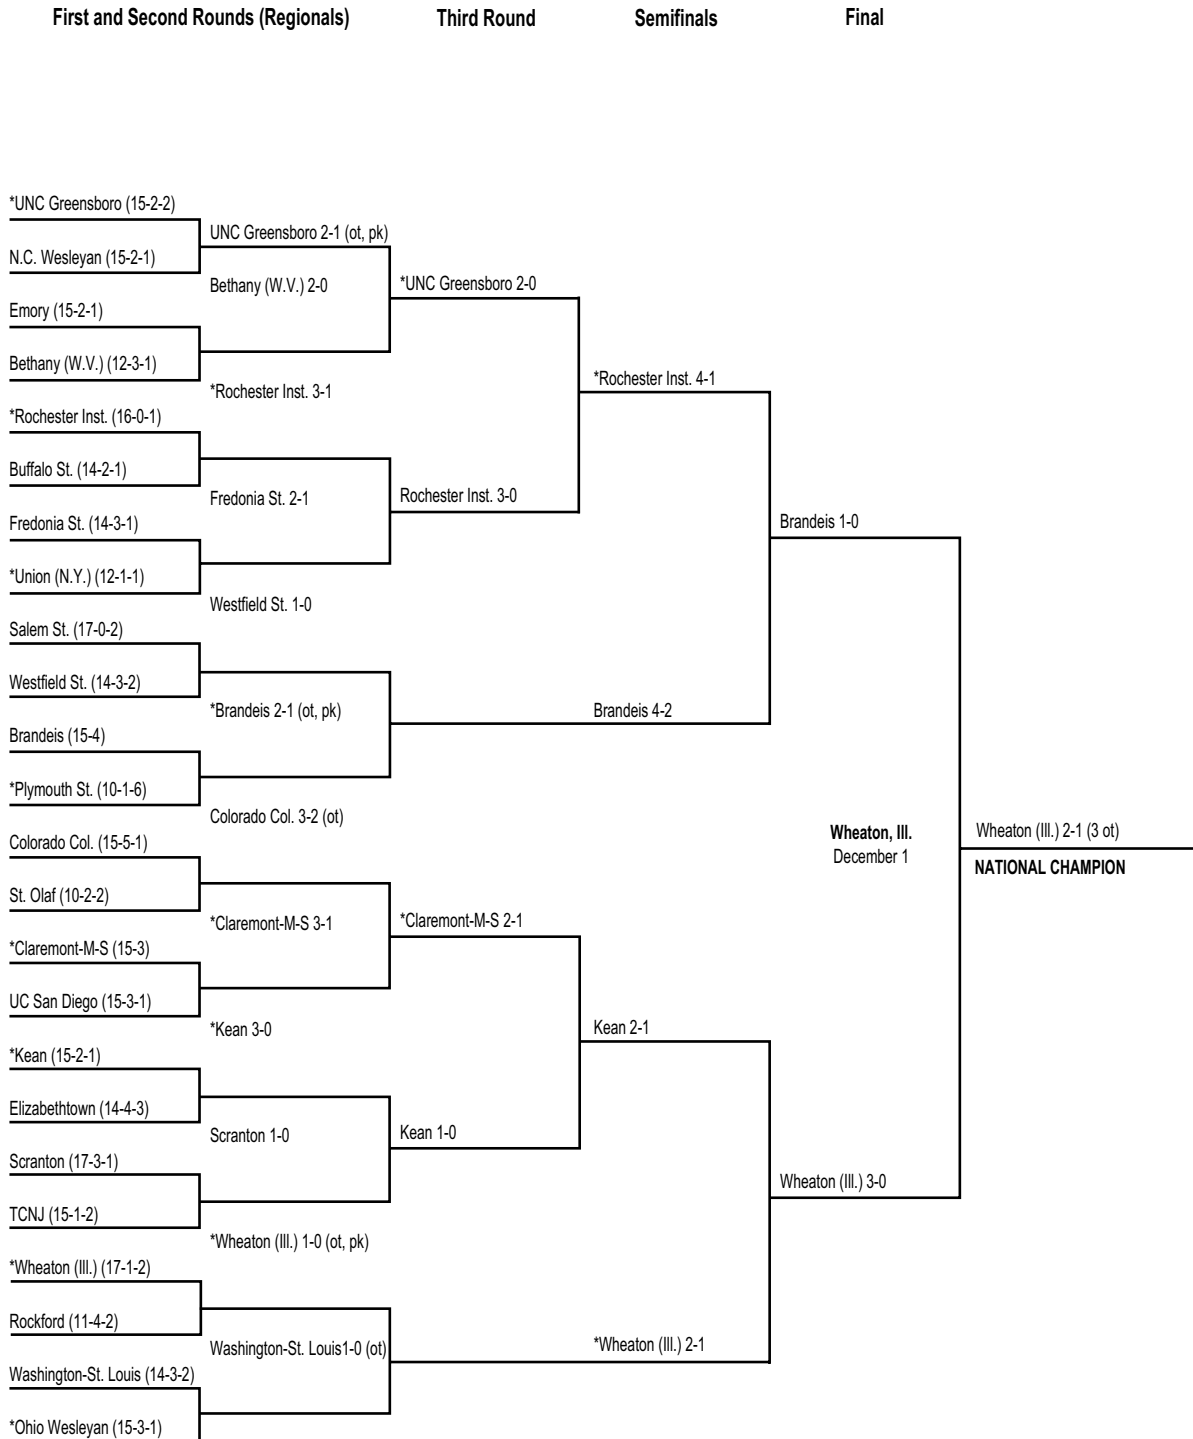 First and Second Rounds (Regionals)
Third Round
Semifinals
Final
*UNC Greensboro (15-2-2)
N.C. Wesleyan (15-2-1)
Emory (15-2-1)
Bethany (W.V.) (12-3-1)
*Rochester Inst. (16-0-1)
Buffalo St. (14-2-1)
Fredonia St. (14-3-1)
*Union (N.Y.) (12-1-1)
Salem St. (17-0-2)
Westfield St. (14-3-2)
Brandeis (15-4)
*Plymouth St. (10-1-6)
Colorado Col. (15-5-1)
St. Olaf (10-2-2)
*Claremont-M-S (15-3)
UC San Diego (15-3-1)
*Kean (15-2-1)
Elizabethtown (14-4-3)
Scranton (17-3-1)
TCNJ (15-1-2)
*Wheaton (Ill.) (17-1-2)
Rockford (11-4-2)
Washington-St. Louis (14-3-2)
*Ohio Wesleyan (15-3-1)
UNC Greensboro 2-1 (ot, pk)
Bethany (W.V.) 2-0
*Rochester Inst. 3-1
Fredonia St. 2-1
Westfield St. 1-0
*Brandeis 2-1 (ot, pk)
Colorado Col. 3-2 (ot)
*Claremont-M-S 3-1
*Kean 3-0
Scranton 1-0
*Wheaton (Ill.) 1-0 (ot, pk)
Washington-St. Louis1-0 (ot)
*UNC Greensboro 2-0
Rochester Inst. 3-0
*Claremont-M-S 2-1
Kean 1-0
*Rochester Inst. 4-1
Brandeis 4-2
Kean 2-1
*Wheaton (Ill.) 2-1
Brandeis 1-0
Wheaton (Ill.) 3-0
Wheaton, Ill.
December 1
Wheaton (Ill.) 2-1 (3 ot)
NATIONAL CHAMPION